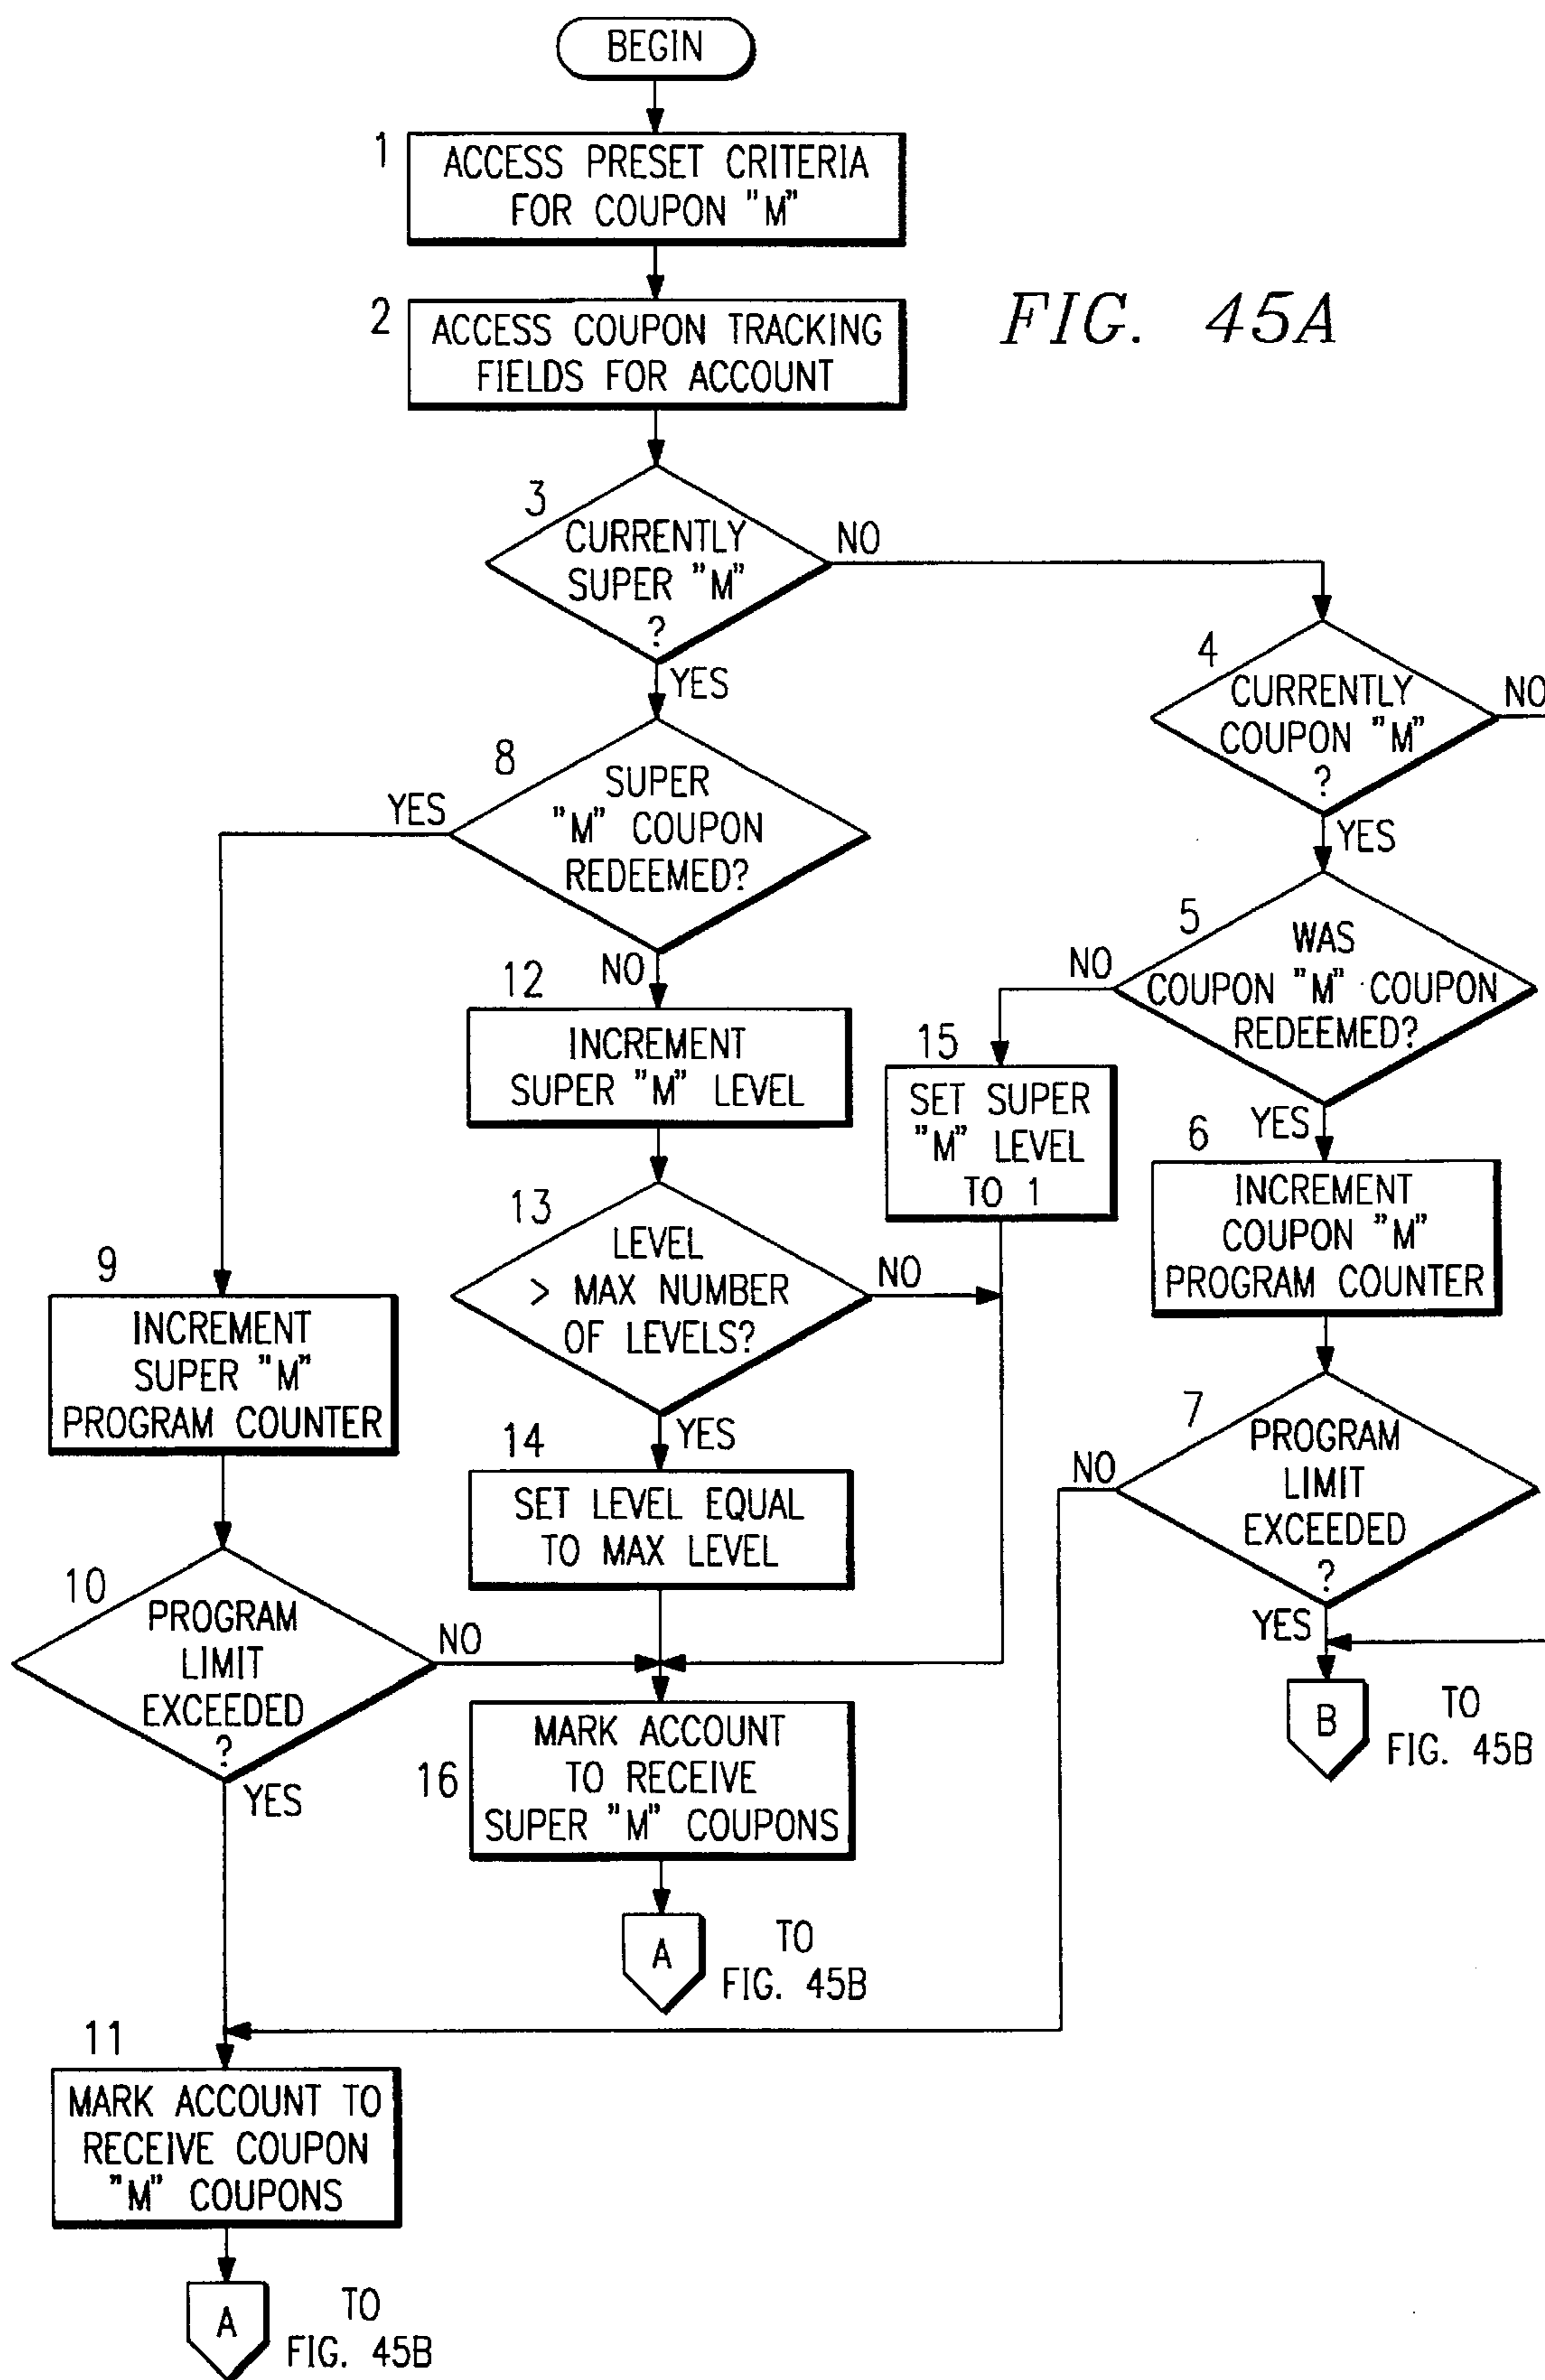 BEGIN
1
ACCESS PRESET CRITERIA
FOR COUPON "M"
2
ACCESS COUPON TRACKING
FIELDS FOR ACCOUNT
FIG. 45A
3
CURRENTLY
SUPER "M"
?
NO
YES
4
CURRENTLY
COUPON "M"
?
NO
YES
8
SUPER
"M" COUPON
REDEEMED?
YES
NO
5
WAS
COUPON "M" COUPON
REDEEMED?
NO
YES
12
INCREMENT
SUPER "M" LEVEL
15
SET SUPER
"M" LEVEL
TO 1
6
INCREMENT
COUPON "M"
PROGRAM COUNTER
13
LEVEL
> MAX NUMBER
OF LEVELS?
NO
YES
9
INCREMENT
SUPER "M"
PROGRAM COUNTER
7
PROGRAM
LIMIT
EXCEEDED
?
NO
YES
14
SET LEVEL EQUAL
TO MAX LEVEL
10
PROGRAM
LIMIT
EXCEEDED
?
NO
YES
B
TO
FIG. 45B
16
MARK ACCOUNT
TO RECEIVE
SUPER "M" COUPONS
A
TO
FIG. 45B
11
MARK ACCOUNT TO
RECEIVE COUPON
"M" COUPONS
A
TO
FIG. 45B